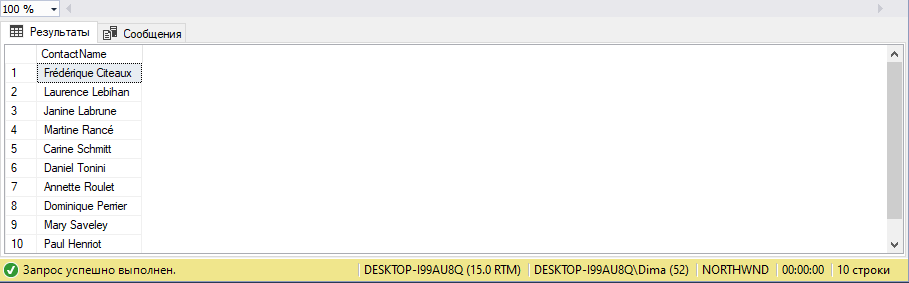 100 %
Результаты Сообщения
ContactName
1 Frédérique Citeaux
2 Laurence Lebihan
3 Janine Labrune
4 Martine Rancé
5 Carine Schmitt
6 Daniel Tonini
7 Annette Roulet
8 Dominique Perrier
9 Mary Saveley
10 Paul Henriot
Запрос успешно выполнен. DESKTOP-I99AU8Q (15.0 RTM) DESKTOP-I99AU8Q\Dima (52) NORTHWND 00:00:00 10 строки